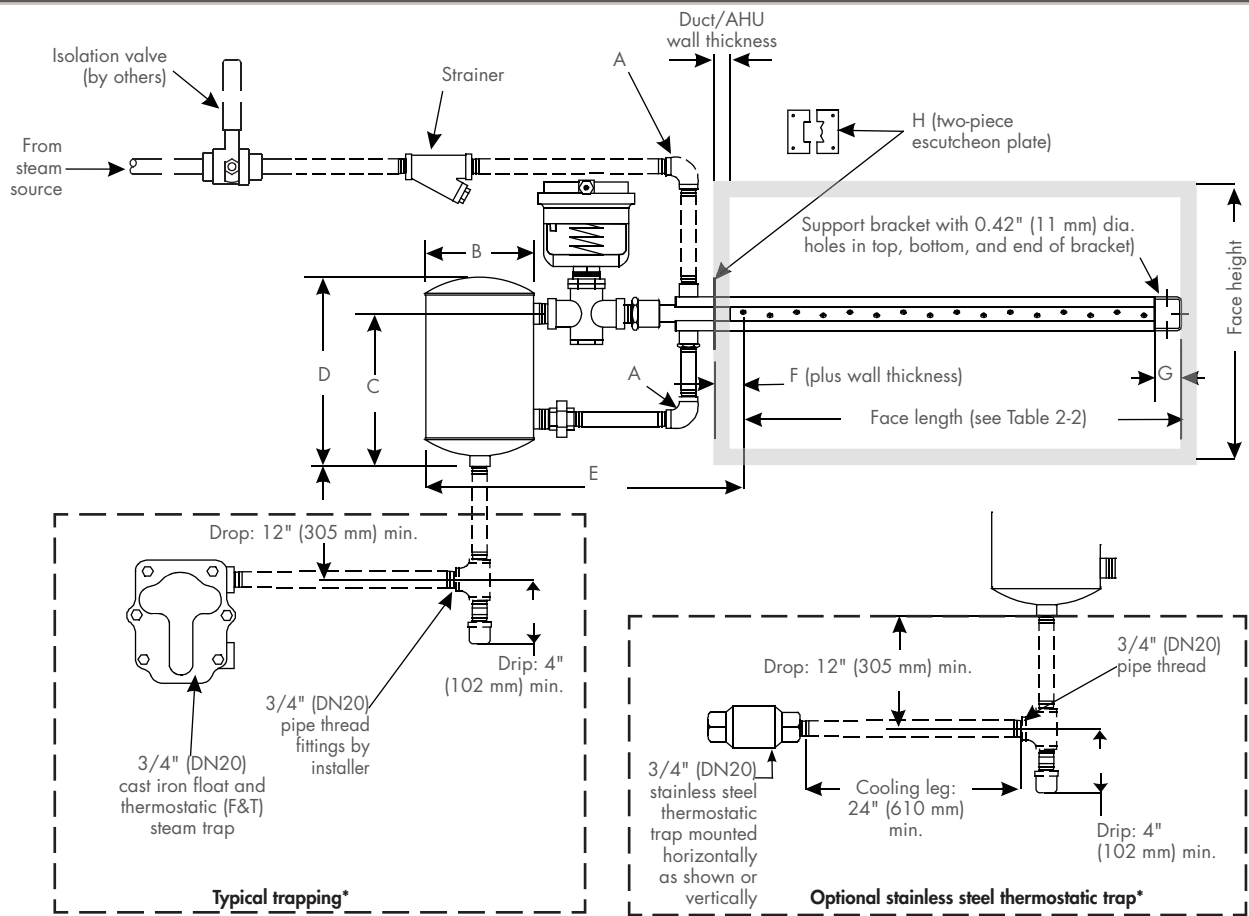 Duct/AHU
wall thickness
Isolation valve
(by others)
Strainer
A
H (two-piece
escutcheon plate)
From
steam
source
Support bracket with 0.42" (11 mm) dia.
holes in top, bottom, and end of bracket)
B
Face height
D
C
A
F (plus wall thickness)
G
Face length (see Table 2-2)
E
Drop: 12" (305 mm) min.
Drip: 4"
(102 mm) min.
3/4" (DN20)
pipe thread
fittings by
installer
3/4" (DN20)
cast iron float and
thermostatic (F&T)
steam trap
Typical trapping*
Drop: 12" (305 mm) min.
3/4" (DN20)
pipe thread
3/4" (DN20)
stainless steel
thermostatic
trap mounted
horizontally
as shown or
vertically
Cooling leg:
24" (610 mm)
min.
Drip: 4"
(102 mm) min.
Optional stainless steel thermostatic trap*